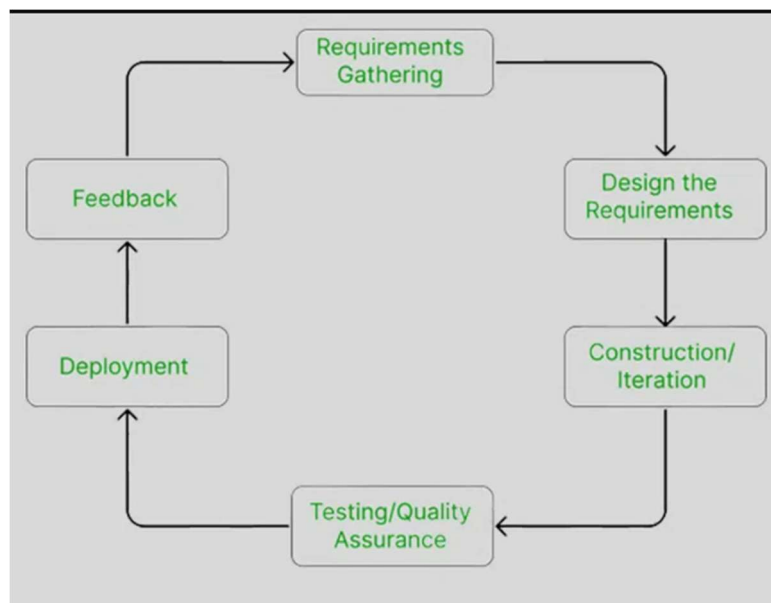 Requirements
Gathering
Design the
Requirements
Construction/
Iteration
Testing/Quality
Assurance
Deployment
Feedback